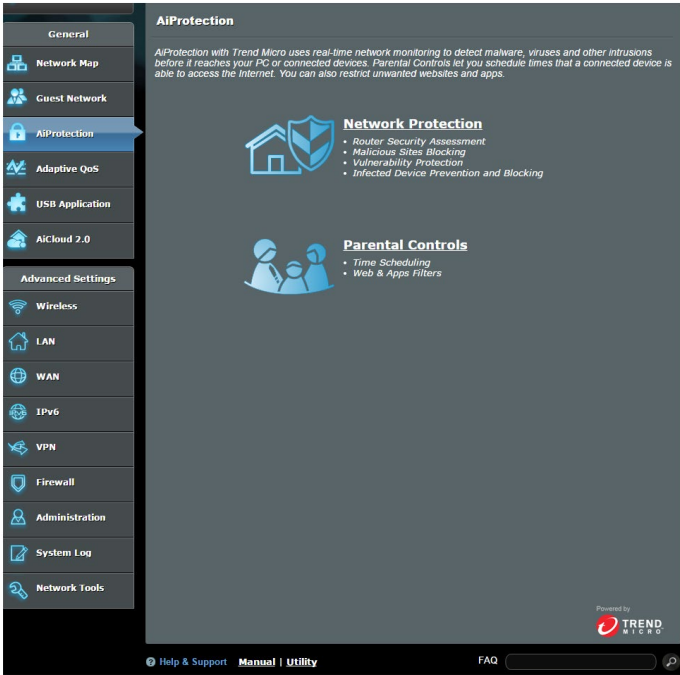 General
Network Map
Guest Network
AiProtection
Adaptive QoS
USB Application
AiCloud 2.0
Advanced Settings
Wireless
LAN
WAN
IPv6
VPN
Firewall
Administration
System Log
Network Tools
AiProtection
AiProtection with Trend Micro uses real-time network monitoring to detect malware, viruses and other intrusions
before it reaches your PC or connected devices. Parental Controls let you schedule times that a connected device is
able to access the Internet. You can also restrict unwanted websites and apps.
Network Protection
• Router Security Assessment
• Malicious Sites Blocking
• Vulnerability Protection
• Infected Device Prevention and Blocking
Parental Controls
• Time Scheduling
• Web & Apps Filters
Powered by
TREND
MICRO
Help & Support Manual | Utility FAQ